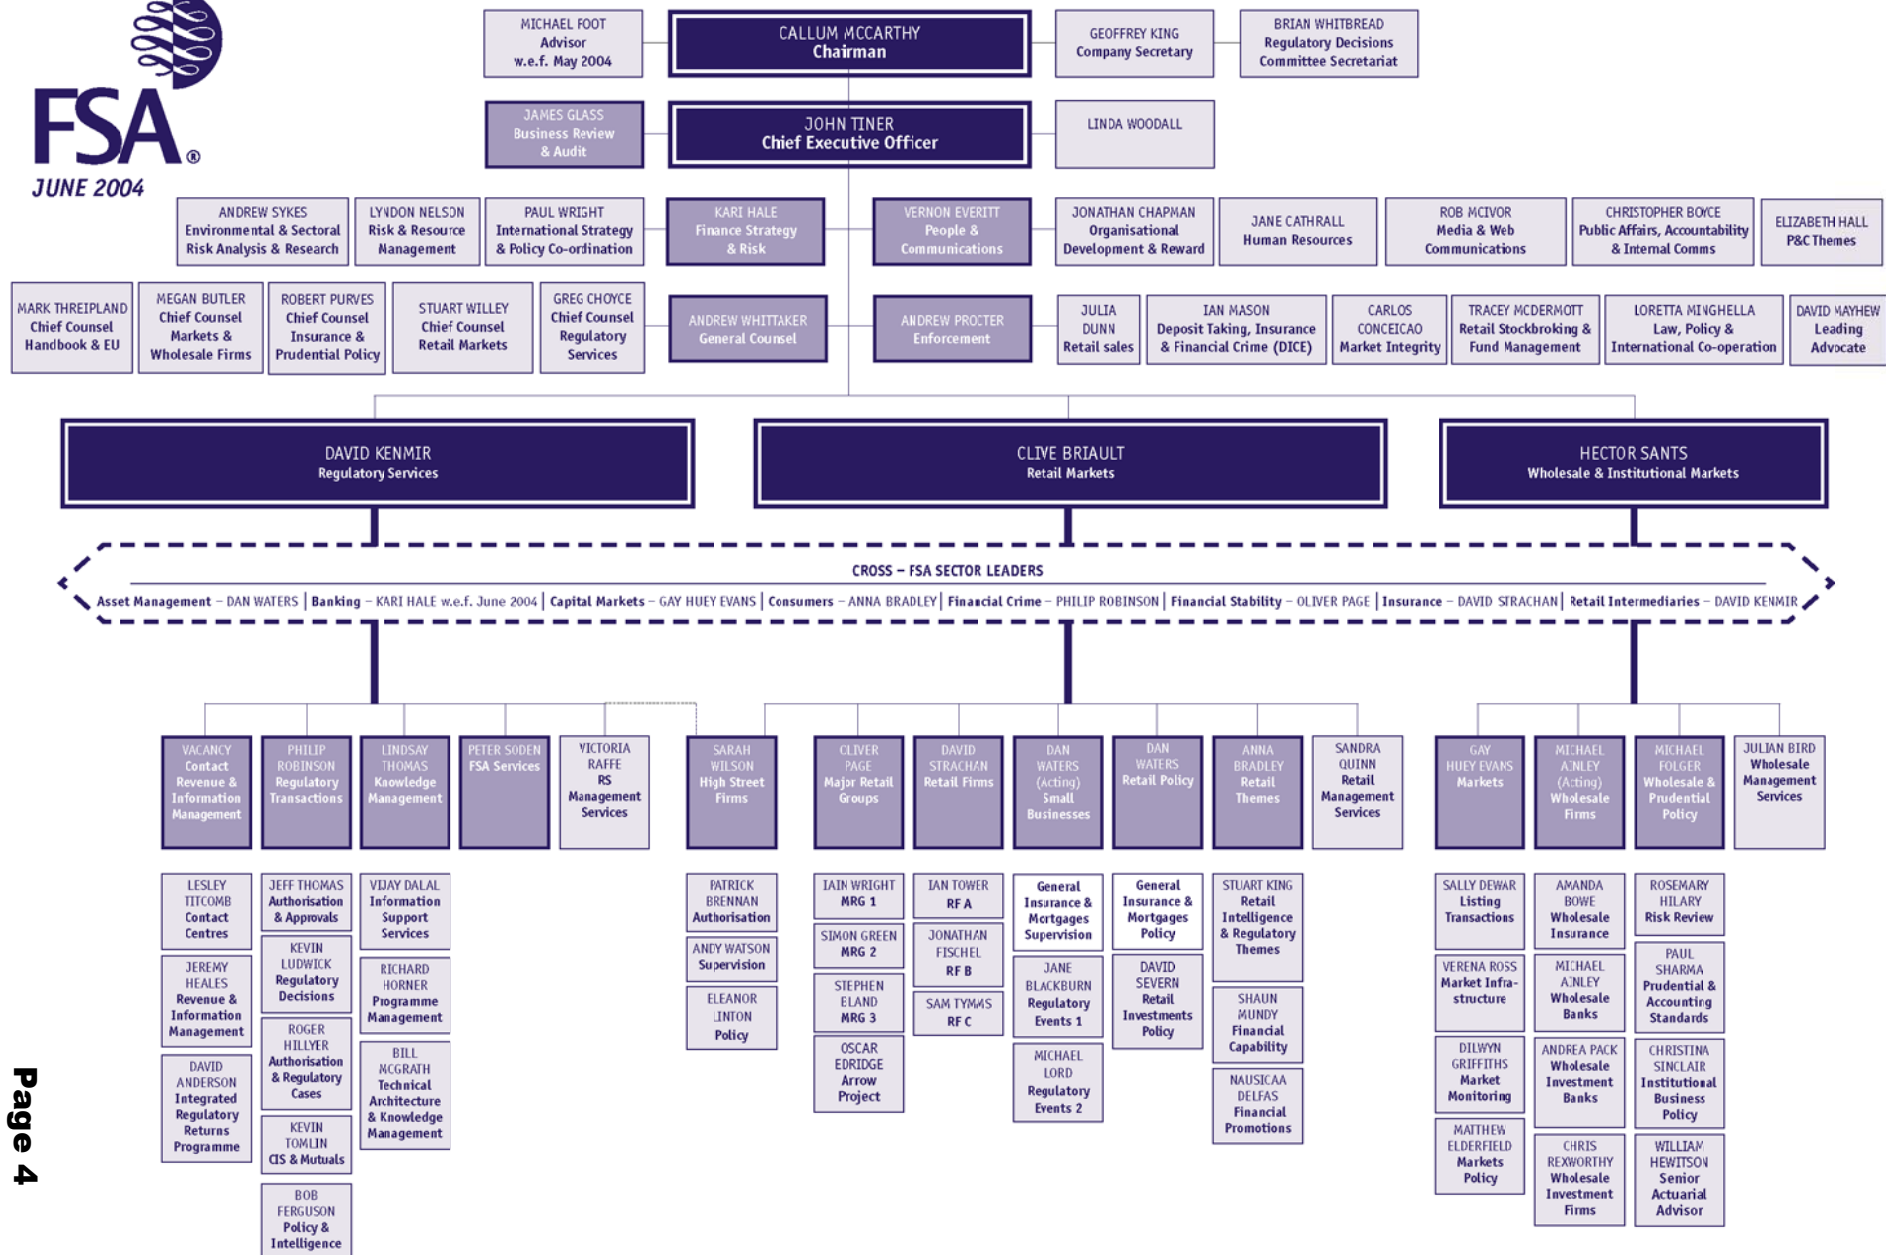 FSA®
JUNE 2004
MICHAEL FOOT
Advisor
w.e.f. May 2004
CALLUM MCCARTHY
Chairman
GEOFFREY KING
Company Secretary
BRIAN WHITBREAD
Regulatory Decisions
Committee Secretariat
JAMES GLASS
Business Review
& Audit
JOHN TINER
Chief Executive Officer
LINDA WOODALL
ANDREW SYKES
Environmental & Sectoral
Risk Analysis & Research
LYNDON NELSON
Risk & Resource
Management
PAUL WRIGHT
International Strategy
& Policy Co-ordination
KARI HALE
Finance Strategy
& Risk
VERNON EVERITT
People &
Communications
JONATHAN CHAPMAN
Organisational
Development & Reward
JANE CATHRALL
Human Resources
ROB MCIVOR
Media & Web
Communications
CHRISTOPHER BOYCE
Public Affairs, Accountability
& Internal Comms
ELIZABETH HALL
P&C Themes
MARK THREIPLAND
Chief Counsel
Handbook & EU
MEGAN BUTLER
Chief Counsel
Markets &
Wholesale Firms
ROBERT PURVES
Chief Counsel
Insurance &
Prudential Policy
STUART WILLEY
Chief Counsel
Retail Markets
GREG CHOYCE
Chief Counsel
Regulatory
Services
ANDREW WHITTAKER
General Counsel
ANDREW PROCTER
Enforcement
JULIA
DUNN
Retail sales
IAN MASON
Deposit Taking, Insurance
& Financial Crime (DICE)
CARLOS
CONCEICAO
Market Integrity
TRACEY MCDERMOTT
Retail Stockbroking &
Fund Management
LORETTA MINGHELLA
Law, Policy &
International Co-operation
DAVID MAYHEW
Leading
Advocate
DAVID KENMIR
Regulatory Services
CLIVE BRIAULT
Retail Markets
HECTOR SANTS
Wholesale & Institutional Markets
CROSS – FSA SECTOR LEADERS
Asset Management – DAN WATERS | Banking – KARI HALE w.e.f. June 2004 | Capital Markets – GAY HUEY EVANS | Consumers – ANNA BRADLEY | Financial Crime – PHILIP ROBINSON | Financial Stability – OLIVER PAGE | Insurance – DAVID STRACHAN | Retail Intermediaries – DAVID KENMIR
VACANCY
Contact
Revenue &
Information
Management
PHILIP
ROBINSON
Regulatory
Transactions
LINDSAY
THOMAS
Knowledge
Management
PETER SODEN
FSA Services
VICTORIA
RAFFE
RS
Management
Services
SARAH
WILSON
High Street
Firms
OLIVER
PAGE
Major Retail
Groups
DAVID
STRACHAN
Retail Firms
DAN
WATERS
(Acting)
Small
Businesses
DAN
WATERS
Retail Policy
ANNA
BRADLEY
Retail
Themes
SANDRA
QUINN
Retail
Management
Services
GAY
HUEY EVANS
Markets
MICHAEL
AINLEY
(Acting)
Wholesale
Firms
MICHAEL
FOLGER
Wholesale &
Prudential
Policy
JULIAN BIRD
Wholesale
Management
Services
LESLEY
TITCOMB
Contact
Centres
JEREMY
HEALES
Revenue &
Information
Management
DAVID
ANDERSON
Integrated
Regulatory
Returns
Programme
JEFF THOMAS
Authorisation
& Approvals
KEVIN
LUDWICK
Regulatory
Decisions
ROGER
HILLYER
Authorisation
& Regulatory
Cases
KEVIN
TOMLIN
CIS & Mutuals
BOB
FERGUSON
Policy &
Intelligence
VIJAY DALAL
Information
Support
Services
RICHARD
HORNER
Programme
Management
BILL
MCGRATH
Technical
Architecture
& Knowledge
Management
PATRICK
BRENNAN
Authorisation
ANDY WATSON
Supervision
ELEANOR
LINTON
Policy
IAIN WRIGHT
MRG 1
SIMON GREEN
MRG 2
STEPHEN
ELAND
MRG 3
OSCAR
EDRIDGE
Arrow
Project
IAN TOWER
RF A
JONATHAN
FISCHEL
RF B
SAM TYMMS
RF C
General
Insurance &
Mortgages
Supervision
JANE
BLACKBURN
Regulatory
Events 1
MICHAEL
LORD
Regulatory
Events 2
General
Insurance &
Mortgages
Policy
DAVID
SEVERN
Retail
Investments
Policy
STUART KING
Retail
Intelligence
& Regulatory
Themes
SHAUN
MUNDY
Financial
Capability
NAUSICAA
DELFAS
Financial
Promotions
SALLY DEWAR
Listing
Transactions
VERENA ROSS
Market Infra-
structure
DILWYN
GRIFFITHS
Market
Monitoring
MATTHEW
ELDERFIELD
Markets
Policy
AMANDA
BOWE
Wholesale
Insurance
MICHAEL
AINLEY
Wholesale
Banks
ANDREA PACK
Wholesale
Investment
Banks
CHRIS
REXWORTHY
Wholesale
Investment
Firms
ROSEMARY
HILARY
Risk Review
PAUL
SHARMA
Prudential &
Accounting
Standards
CHRISTINA
SINCLAIR
Institutional
Business
Policy
WILLIAM
HEWITSON
Senior
Actuarial
Advisor
Page 4